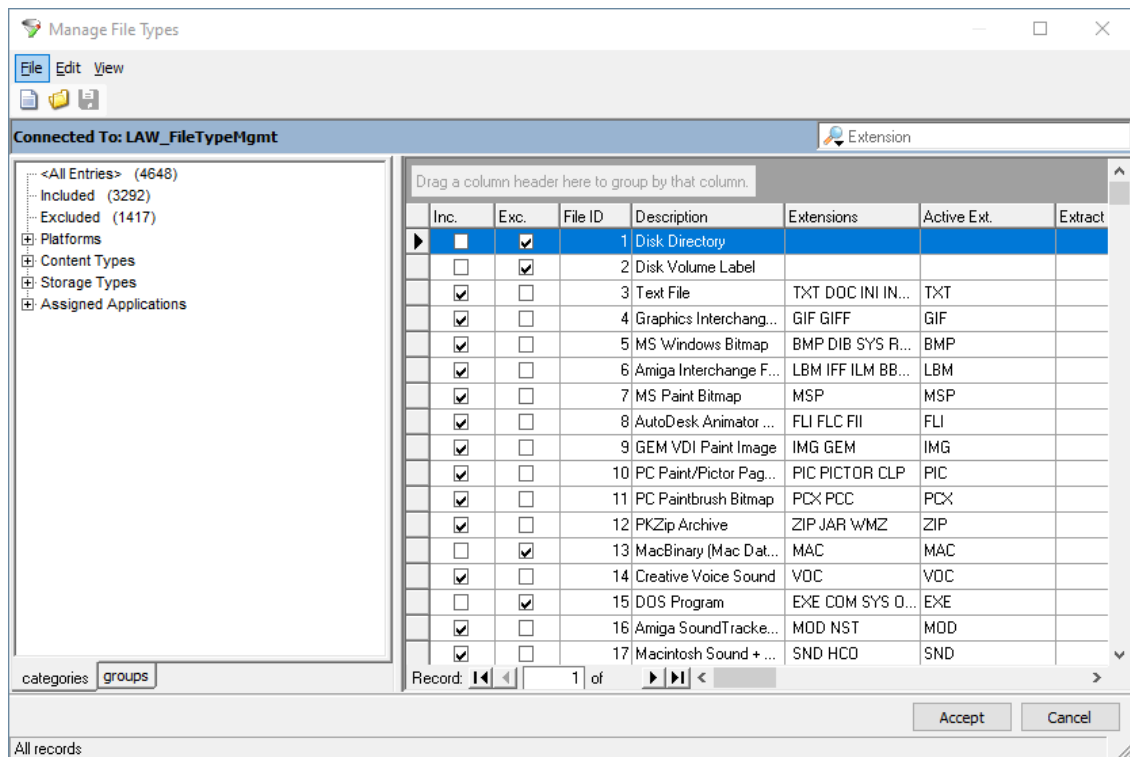 Manage File Types
File Edit View
Connected To: LAW_FileTypeMgmt
Extension
<All Entries> (4648)
Included (3292)
Excluded (1417)
Platforms
Content Types
Storage Types
Assigned Applications
categories groups
Drag a column header here to group by that column.
Inc. Exc. File ID Description Extensions Active Ext. Extract
1 Disk Directory
2 Disk Volume Label
3 Text File TXT DOC INI IN... TXT
4 Graphics Interchang... GIF GIFF GIF
5 MS Windows Bitmap BMP DIB SYS R... BMP
6 Amiga Interchange F... LBM IFF ILM BB... LBM
7 MS Paint Bitmap MSP MSP
8 AutoDesk Animator ... FLI FLC FII FLI
9 GEM VDI Paint Image IMG GEM IMG
10 PC Paint/Pictor Pag... PIC PICTOR CLP PIC
11 PC Paintbrush Bitmap PCX PCC PCX
12 PKZip Archive ZIP JAR WMZ ZIP
13 MacBinary (Mac Dat... MAC MAC
14 Creative Voice Sound VOC VOC
15 DOS Program EXE COM SYS O... EXE
16 Amiga SoundTracke... MOD NST MOD
17 Macintosh Sound + ... SND HCO SND
Record: 1 of
Accept Cancel
All records